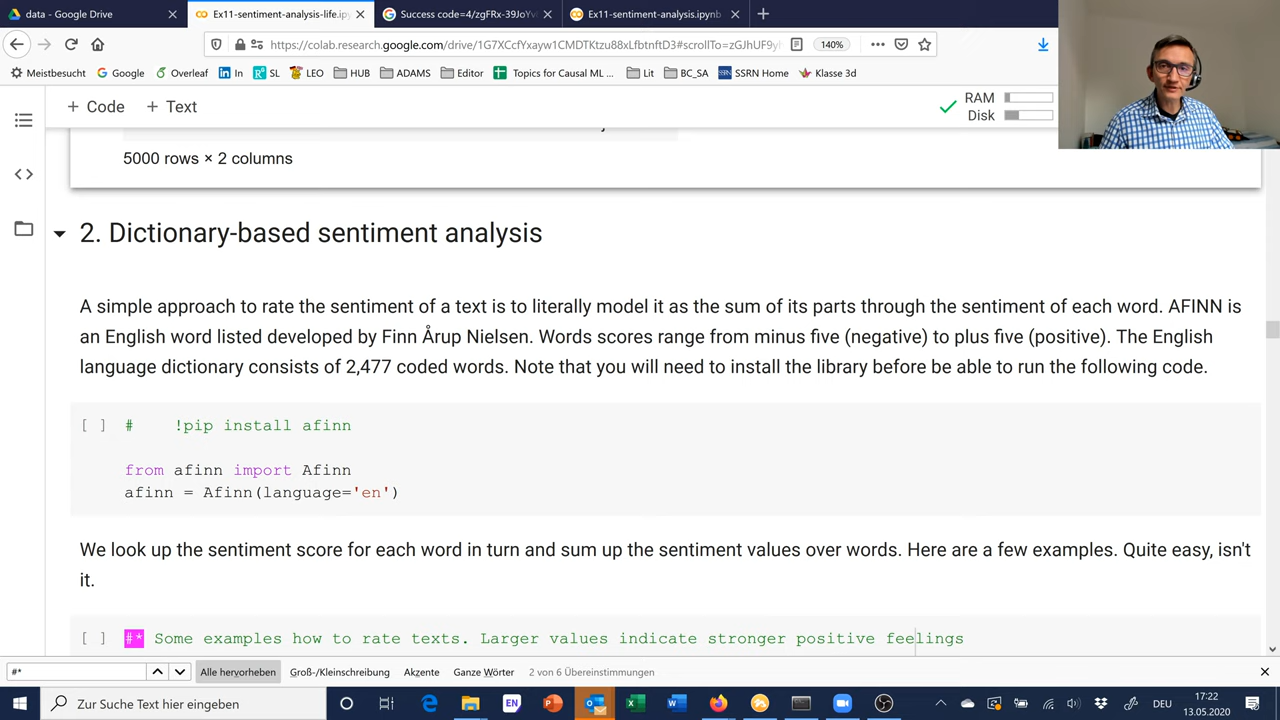 data - Google Drive
Ex11-sentiment-analysis-life.ip
Success code=4/zgFRx-39JoY
Ex11-sentiment-analysis.ipynb
https://colab.research.google.com/drive/1G7XCcfYxayw1CMDTKtzu88xLfbtnftD3#scrollTo=zGJhUF9y
140%
Meistbesucht
Google
Overleaf
In
SL
LEO
HUB
ADAMS
Editor
Topics for Causal ML ...
Lit
BC_SA
SSRN Home
Klasse 3d
+ Code + Text
RAM
Disk
5000 rows × 2 columns
2. Dictionary-based sentiment analysis
A simple approach to rate the sentiment of a text is to literally model it as the sum of its parts through the sentiment of each word. AFINN is
an English word listed developed by Finn Årup Nielsen. Words scores range from minus five (negative) to plus five (positive). The English
language dictionary consists of 2,477 coded words. Note that you will need to install the library before be able to run the following code.
[ ] # !pip install afinn
from afinn import Afinn
afinn = Afinn(language='en')
We look up the sentiment score for each word in turn and sum up the sentiment values over words. Here are a few examples. Quite easy, isn't
it.
[ ] #* Some examples how to rate texts. Larger values indicate stronger positive feelings
#*
Alle hervorheben
Groß-/Kleinschreibung
Akzente
Ganze Wörter
2 von 6 Übereinstimmungen
Zur Suche Text hier eingeben
EN
DEU
17:22
13.05.2020